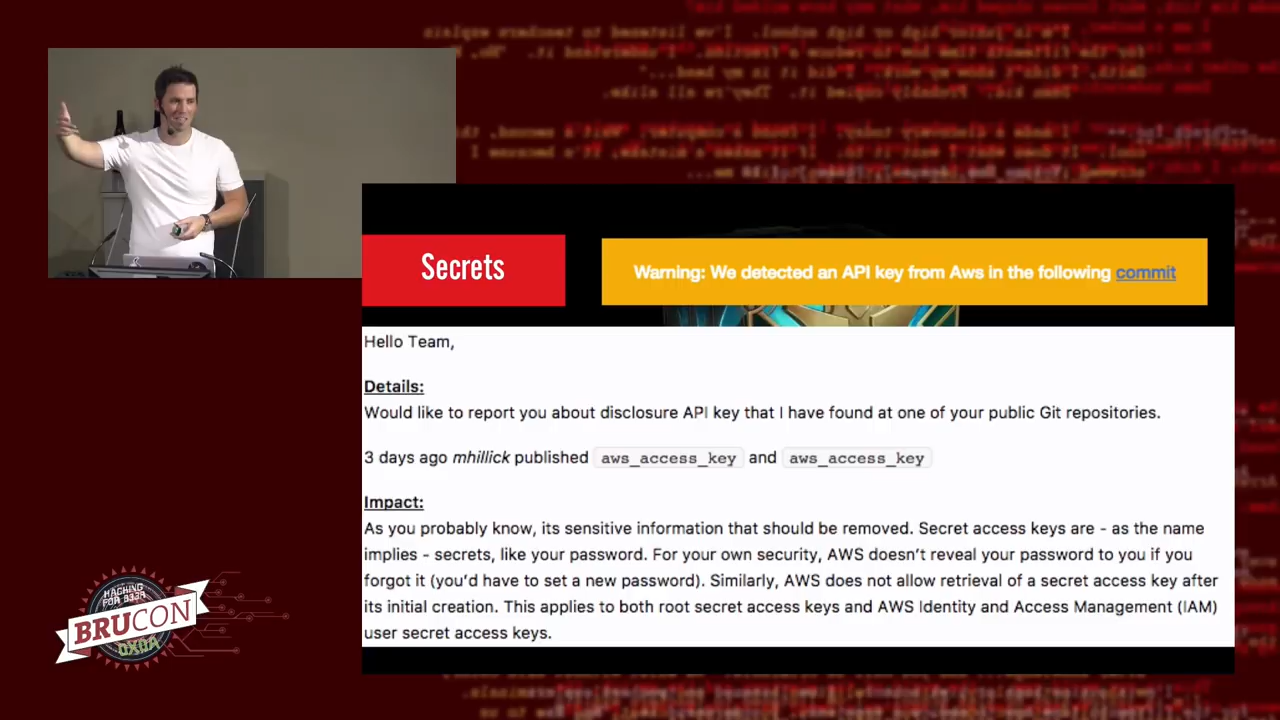 Secrets
Warning: We detected an API key from Aws in the following commit
Hello Team,
Details:
Would like to report you about disclosure API key that I have found at one of your public Git repositories.
3 days ago mhillick published aws_access_key and aws_access_key
Impact:
As you probably know, its sensitive information that should be removed. Secret access keys are - as the name
implies - secrets, like your password. For your own security, AWS doesn't reveal your password to you if you
forgot it (you'd have to set a new password). Similarly, AWS does not allow retrieval of a secret access key after
its initial creation. This applies to both root secret access keys and AWS Identity and Access Management (IAM)
user secret access keys.
HACKING
FOR B33R
BRUCON
0X0A